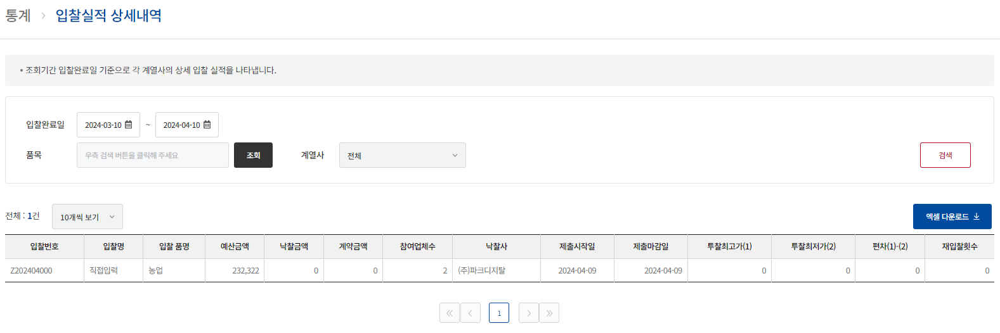 통계 > 입찰실적 상세내역
• 조회기간 입찰완료일 기준으로 각 계열사의 상세 입찰 실적을 나타냅니다.
입찰완료일 2024-03-10 ~ 2024-04-10
품목 우측 검색 버튼을 클릭해 주세요 조회 계열사 전체 검색
전체 : 1건 10개씩 보기 엑셀 다운로드
입찰번호 입찰명 입찰 품명 예산금액 낙찰금액 계약금액 참여업체수 낙찰사 제출시작일 제출마감일 투찰최고가(1) 투찰최저가(2) 편차(1)-(2) 재입찰횟수
Z202404000 직접입력 농업 232,322 0 0 2 (주)파크디지탈 2024-04-09 2024-04-09 0 0 0 0
1